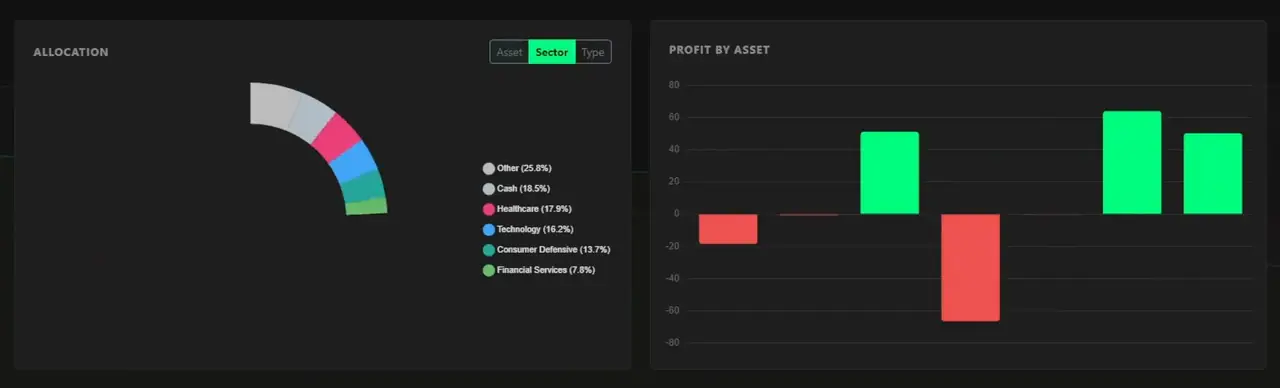 ALLOCATION
Asset Sector Type
Other (25.8%)
Cash (18.5%)
Healthcare (17.9%)
Technology (16.2%)
Consumer Defensive (13.7%)
Financial Services (7.8%)
PROFIT BY ASSET
80
60
40
20
0
-20
-40
-60
-80